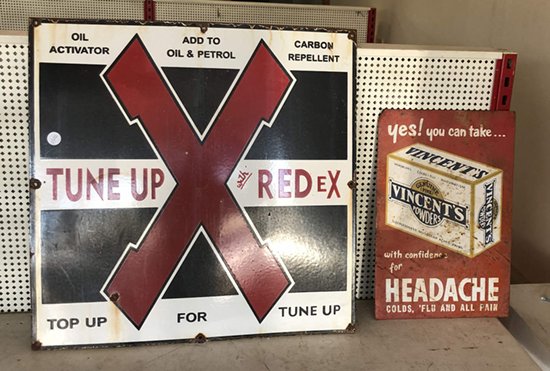 OIL ACTIVATOR
ADD TO OIL & PETROL
CARBON REPELLENT
TUNE UP REDEX
TOP UP FOR TUNE UP
yes! you can take...
VINCENT'S
GENUINE
VINCENT'S
POWDERS
with confidence
for
HEADACHE
COLDS, 'FLU AND ALL PAIN